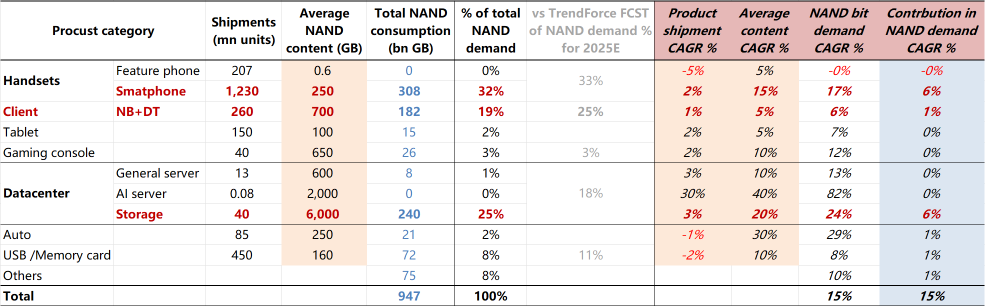 Procust category | Shipments (mn units) | Average NAND content (GB) | Total NAND consumption (bn GB) | % of total NAND demand | vs TrendForce FCST of NAND demand % for 2025E | Product shipment CAGR % | Average content CAGR % | NAND bit demand CAGR % | Contrbution in NAND demand CAGR %
Handsets | Feature phone | 207 | 0.6 | 0 | 0% | 33% | -5% | 5% | -0% | -0%
Smatphone | 1,230 | 250 | 308 | 32% | 2% | 15% | 17% | 6%
Client | NB+DT | 260 | 700 | 182 | 19% | 25% | 1% | 5% | 6% | 1%
Tablet | 150 | 100 | 15 | 2% | 2% | 5% | 7% | 0%
Gaming console | 40 | 650 | 26 | 3% | 3% | 2% | 10% | 12% | 0%
Datacenter | General server | 13 | 600 | 8 | 1% | 18% | 3% | 10% | 13% | 0%
AI server | 0.08 | 2,000 | 0 | 0% | 30% | 40% | 82% | 0%
Storage | 40 | 6,000 | 240 | 25% | 3% | 20% | 24% | 6%
Auto | 85 | 250 | 21 | 2% | -1% | 30% | 29% | 1%
USB /Memory card | 450 | 160 | 72 | 8% | 11% | -2% | 10% | 8% | 1%
Others | 75 | 8% | 10% | 1%
Total | 947 | 100% | 15% | 15%